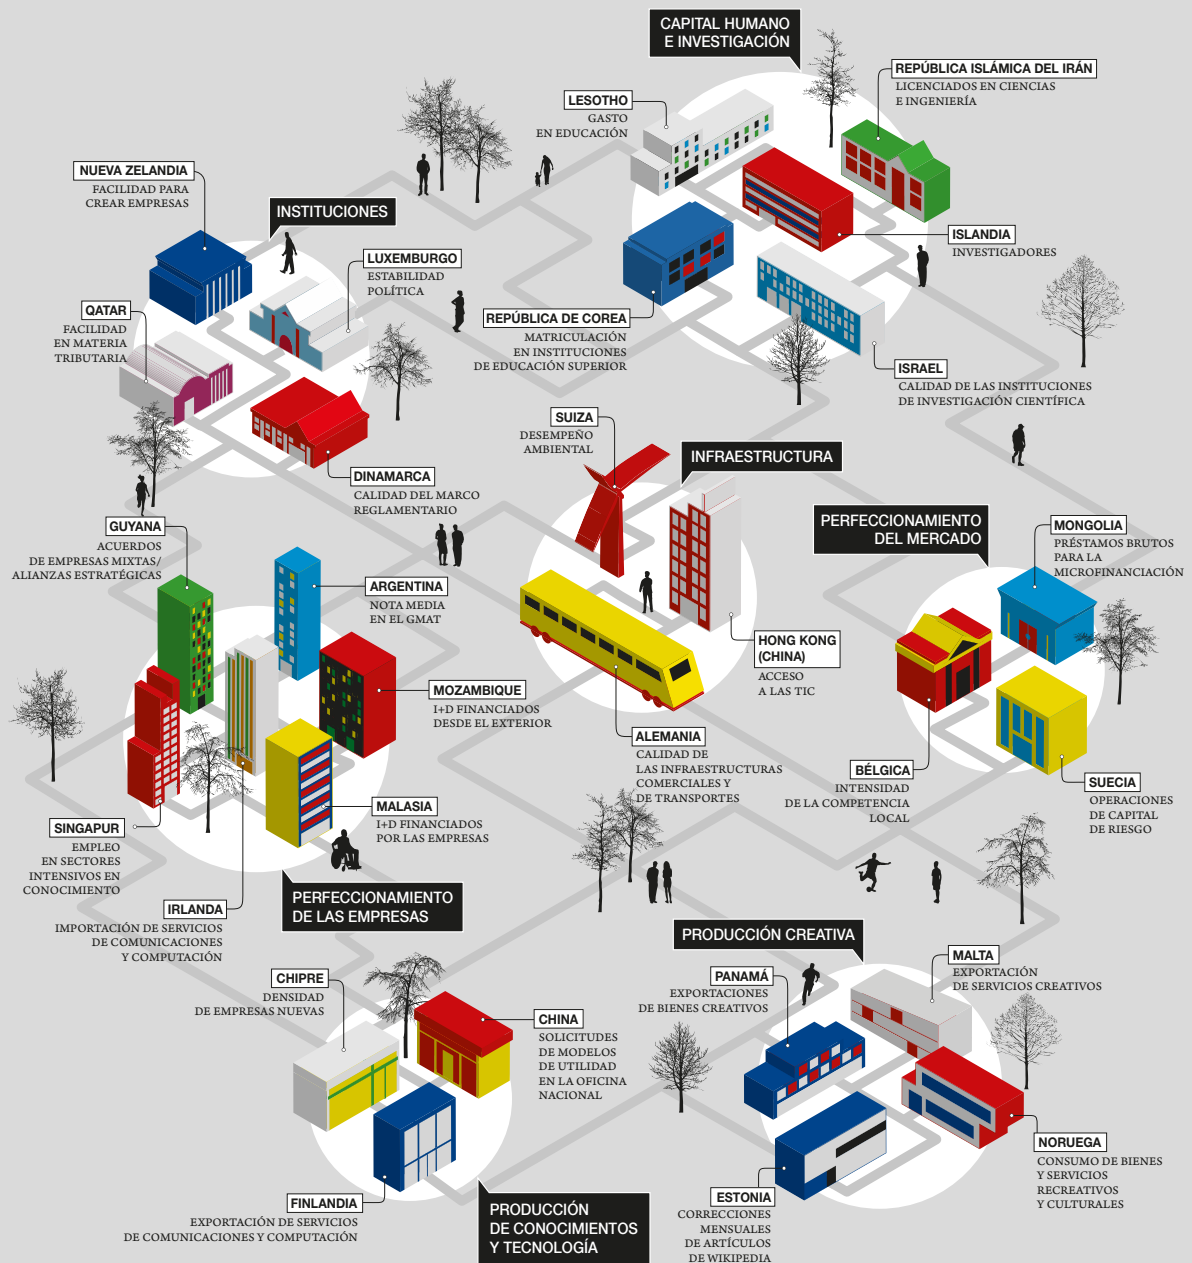 CAPITAL HUMANO
E INVESTIGACIÓN
REPÚBLICA ISLÁMICA DEL IRÁN
LICENCIADOS EN CIENCIAS
E INGENIERÍA
LESOTHO
GASTO
EN EDUCACIÓN
ISLANDIA
INVESTIGADORES
REPÚBLICA DE COREA
MATRICULACIÓN
EN INSTITUCIONES
DE EDUCACIÓN SUPERIOR
ISRAEL
CALIDAD DE LAS INSTITUCIONES
DE INVESTIGACIÓN CIENTÍFICA
NUEVA ZELANDIA
FACILIDAD PARA
CREAR EMPRESAS
INSTITUCIONES
LUXEMBURGO
ESTABILIDAD
POLÍTICA
QATAR
FACILIDAD
EN MATERIA
TRIBUTARIA
DINAMARCA
CALIDAD DEL MARCO
REGLAMENTARIO
SUIZA
DESEMPEÑO
AMBIENTAL
INFRAESTRUCTURA
HONG KONG
(CHINA)
ACCESO
A LAS TIC
ALEMANIA
CALIDAD DE
LAS INFRAESTRUCTURAS
COMERCIALES Y
DE TRANSPORTES
PERFECCIONAMIENTO
DEL MERCADO
MONGOLIA
PRÉSTAMOS BRUTOS
PARA LA
MICROFINANCIACIÓN
BÉLGICA
INTENSIDAD
DE LA COMPETENCIA
LOCAL
SUECIA
OPERACIONES
DE CAPITAL
DE RIESGO
GUYANA
ACUERDOS
DE EMPRESAS MIXTAS/
ALIANZAS ESTRATÉGICAS
ARGENTINA
NOTA MEDIA
EN EL GMAT
MOZAMBIQUE
I+D FINANCIADOS
DESDE EL EXTERIOR
MALASIA
I+D FINANCIADOS
POR LAS EMPRESAS
SINGAPUR
EMPLEO
EN SECTORES
INTENSIVOS EN
CONOCIMIENTO
IRLANDA
IMPORTACIÓN DE SERVICIOS
DE COMUNICACIONES
Y COMPUTACIÓN
PERFECCIONAMIENTO
DE LAS EMPRESAS
CHIPRE
DENSIDAD
DE EMPRESAS NUEVAS
CHINA
SOLICITUDES
DE MODELOS
DE UTILIDAD
EN LA OFICINA
NACIONAL
FINLANDIA
EXPORTACIÓN DE SERVICIOS
DE COMUNICACIONES Y COMPUTACIÓN
PRODUCCIÓN
DE CONOCIMIENTOS
Y TECNOLOGÍA
PRODUCCIÓN CREATIVA
PANAMÁ
EXPORTACIONES
DE BIENES CREATIVOS
MALTA
EXPORTACIÓN
DE SERVICIOS CREATIVOS
NORUEGA
CONSUMO DE BIENES
Y SERVICIOS
RECREATIVOS
Y CULTURALES
ESTONIA
CORRECCIONES
MENSUALES
DE ARTÍCULOS
DE WIKIPEDIA